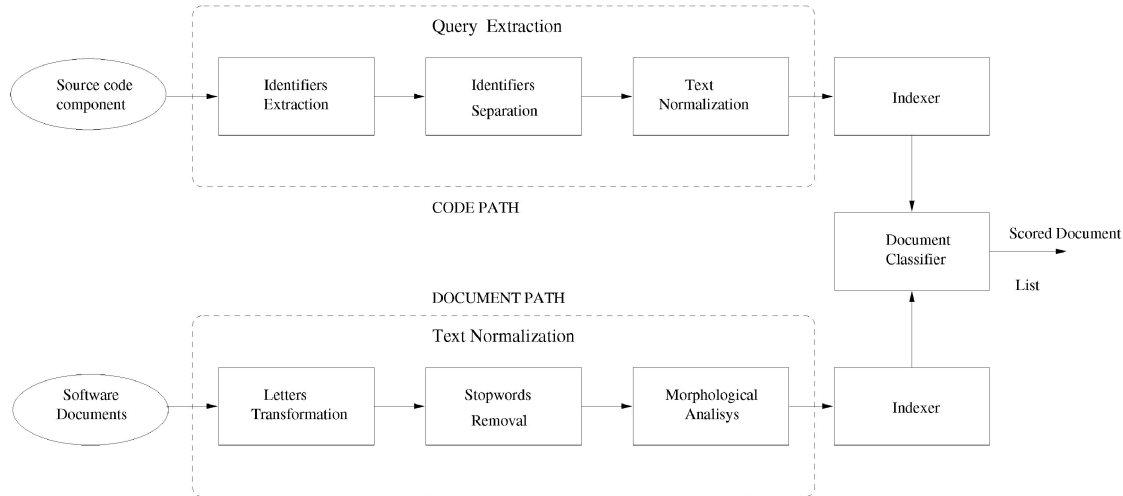 Query Extraction
Source code
component
Identifiers
Extraction
Identifiers
Separation
Text
Normalization
Indexer
CODE PATH
Document
Classifier
Scored Document
List
DOCUMENT PATH
Text Normalization
Software
Documents
Letters
Transformation
Stopwords
Removal
Morphological
Analisys
Indexer